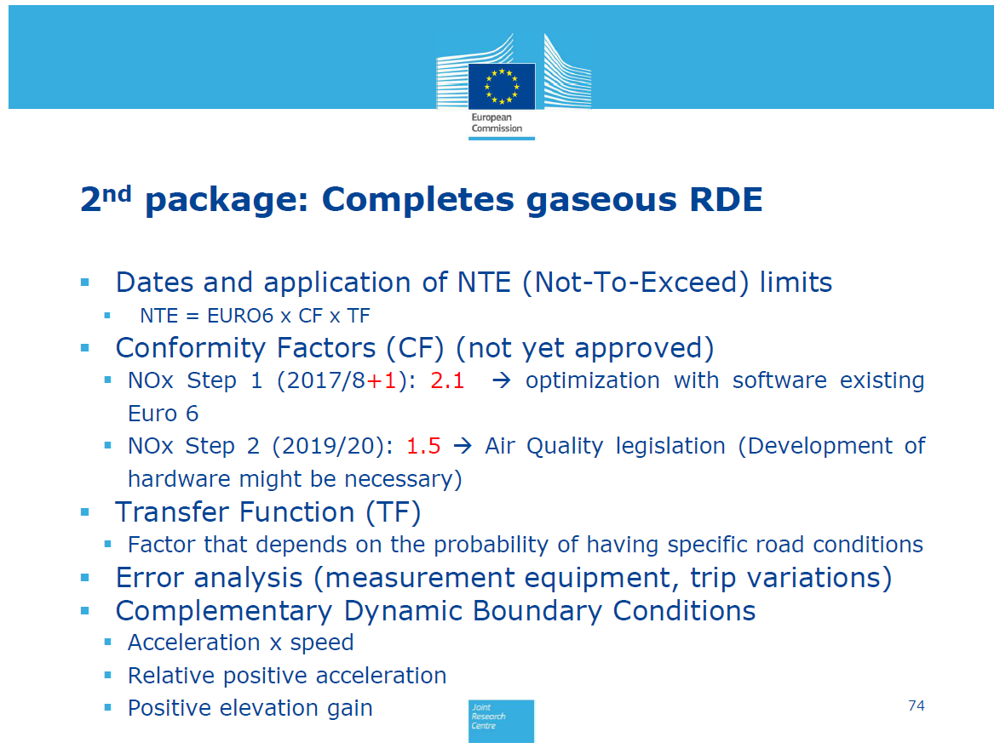 European
Commission
2nd package: Completes gaseous RDE
▪ Dates and application of NTE (Not-To-Exceed) limits
▪ NTE = EURO6 x CF x TF
▪ Conformity Factors (CF) (not yet approved)
▪ NOx Step 1 (2017/8+1): 2.1 → optimization with software existing
Euro 6
▪ NOx Step 2 (2019/20): 1.5 → Air Quality legislation (Development of
hardware might be necessary)
▪ Transfer Function (TF)
▪ Factor that depends on the probability of having specific road conditions
▪ Error analysis (measurement equipment, trip variations)
▪ Complementary Dynamic Boundary Conditions
▪ Acceleration x speed
▪ Relative positive acceleration
▪ Positive elevation gain
Joint
Research
Centre
74